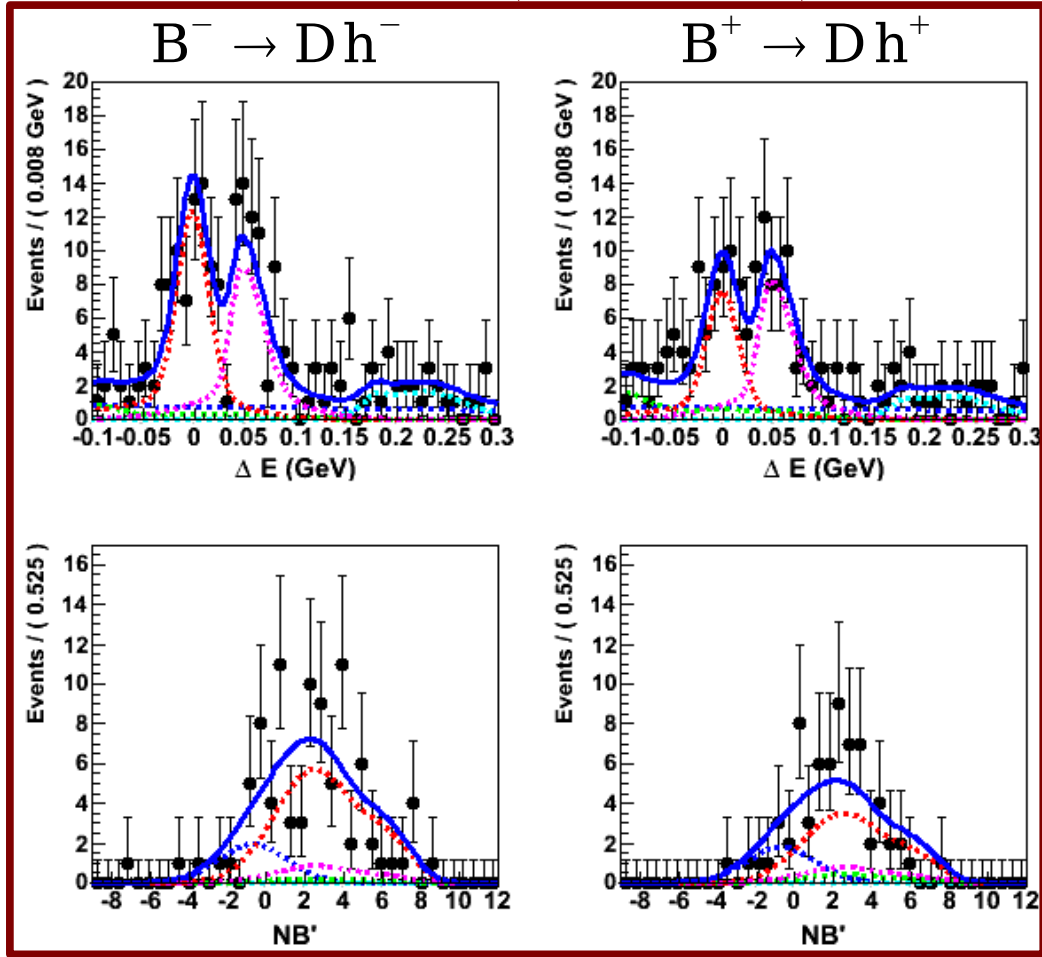 B⁻ → D h⁻
B⁺ → D h⁺
Events / ( 0.008 GeV )
20
18
16
14
12
10
8
6
4
2
0
-0.1 -0.05 0 0.05 0.1 0.15 0.2 0.25 0.3
Δ E (GeV)
Events / ( 0.008 GeV )
20
18
16
14
12
10
8
6
4
2
0
-0.1 -0.05 0 0.05 0.1 0.15 0.2 0.25 0.3
Δ E (GeV)
Events / ( 0.525 )
16
14
12
10
8
6
4
2
0
-8 -6 -4 -2 0 2 4 6 8 10 12
NB'
Events / ( 0.525 )
16
14
12
10
8
6
4
2
0
-8 -6 -4 -2 0 2 4 6 8 10 12
NB'